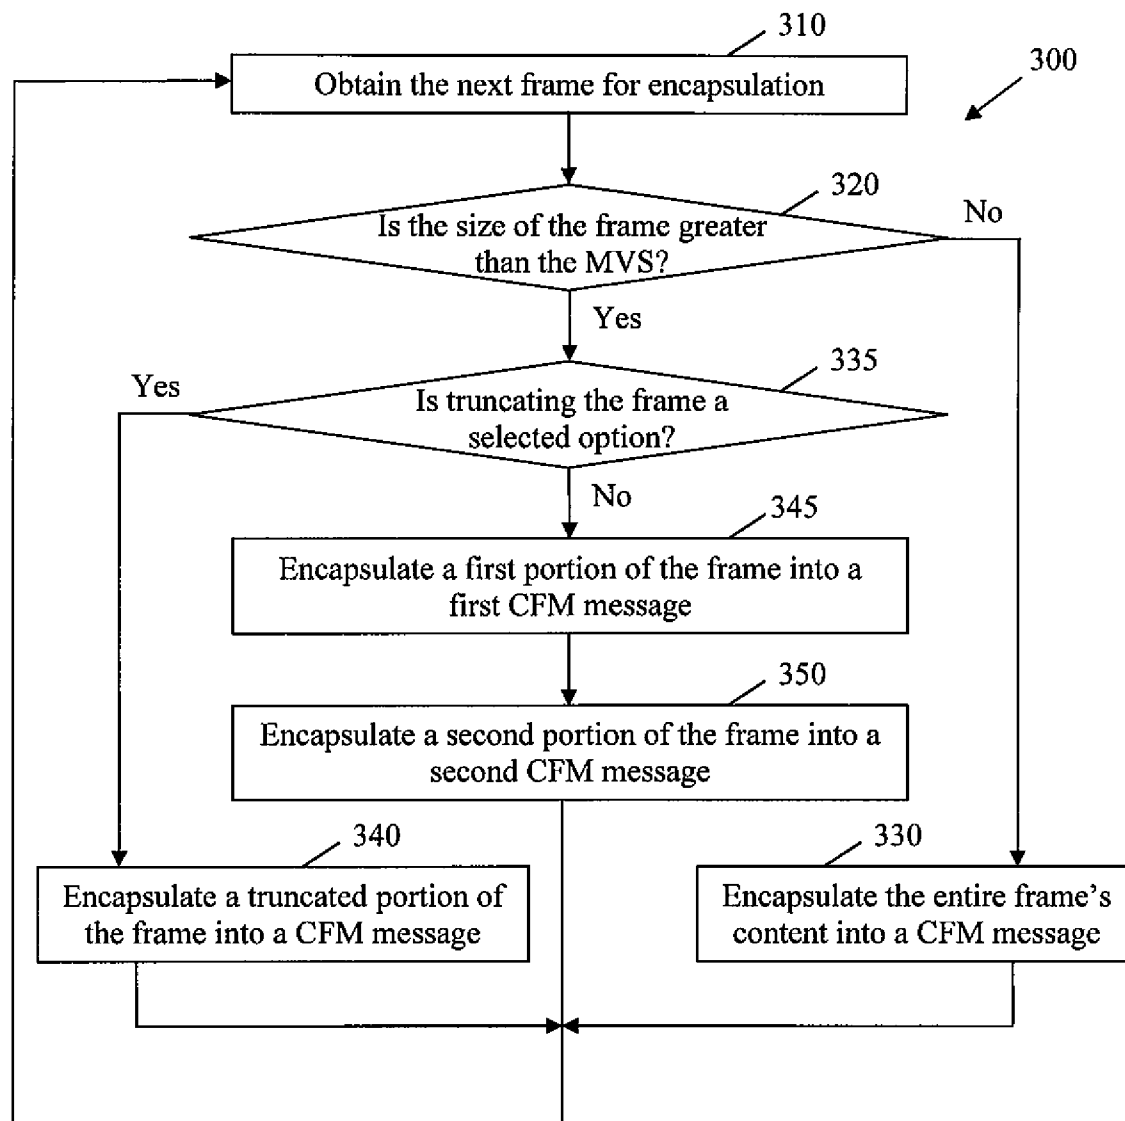 310
Obtain the next frame for encapsulation
300
320
Is the size of the frame greater
than the MVS?
No
Yes
335
Yes
Is truncating the frame a
selected option?
No
345
Encapsulate a first portion of the frame into a
first CFM message
350
Encapsulate a second portion of the frame into a
second CFM message
340
Encapsulate a truncated portion of
the frame into a CFM message
330
Encapsulate the entire frame's
content into a CFM message